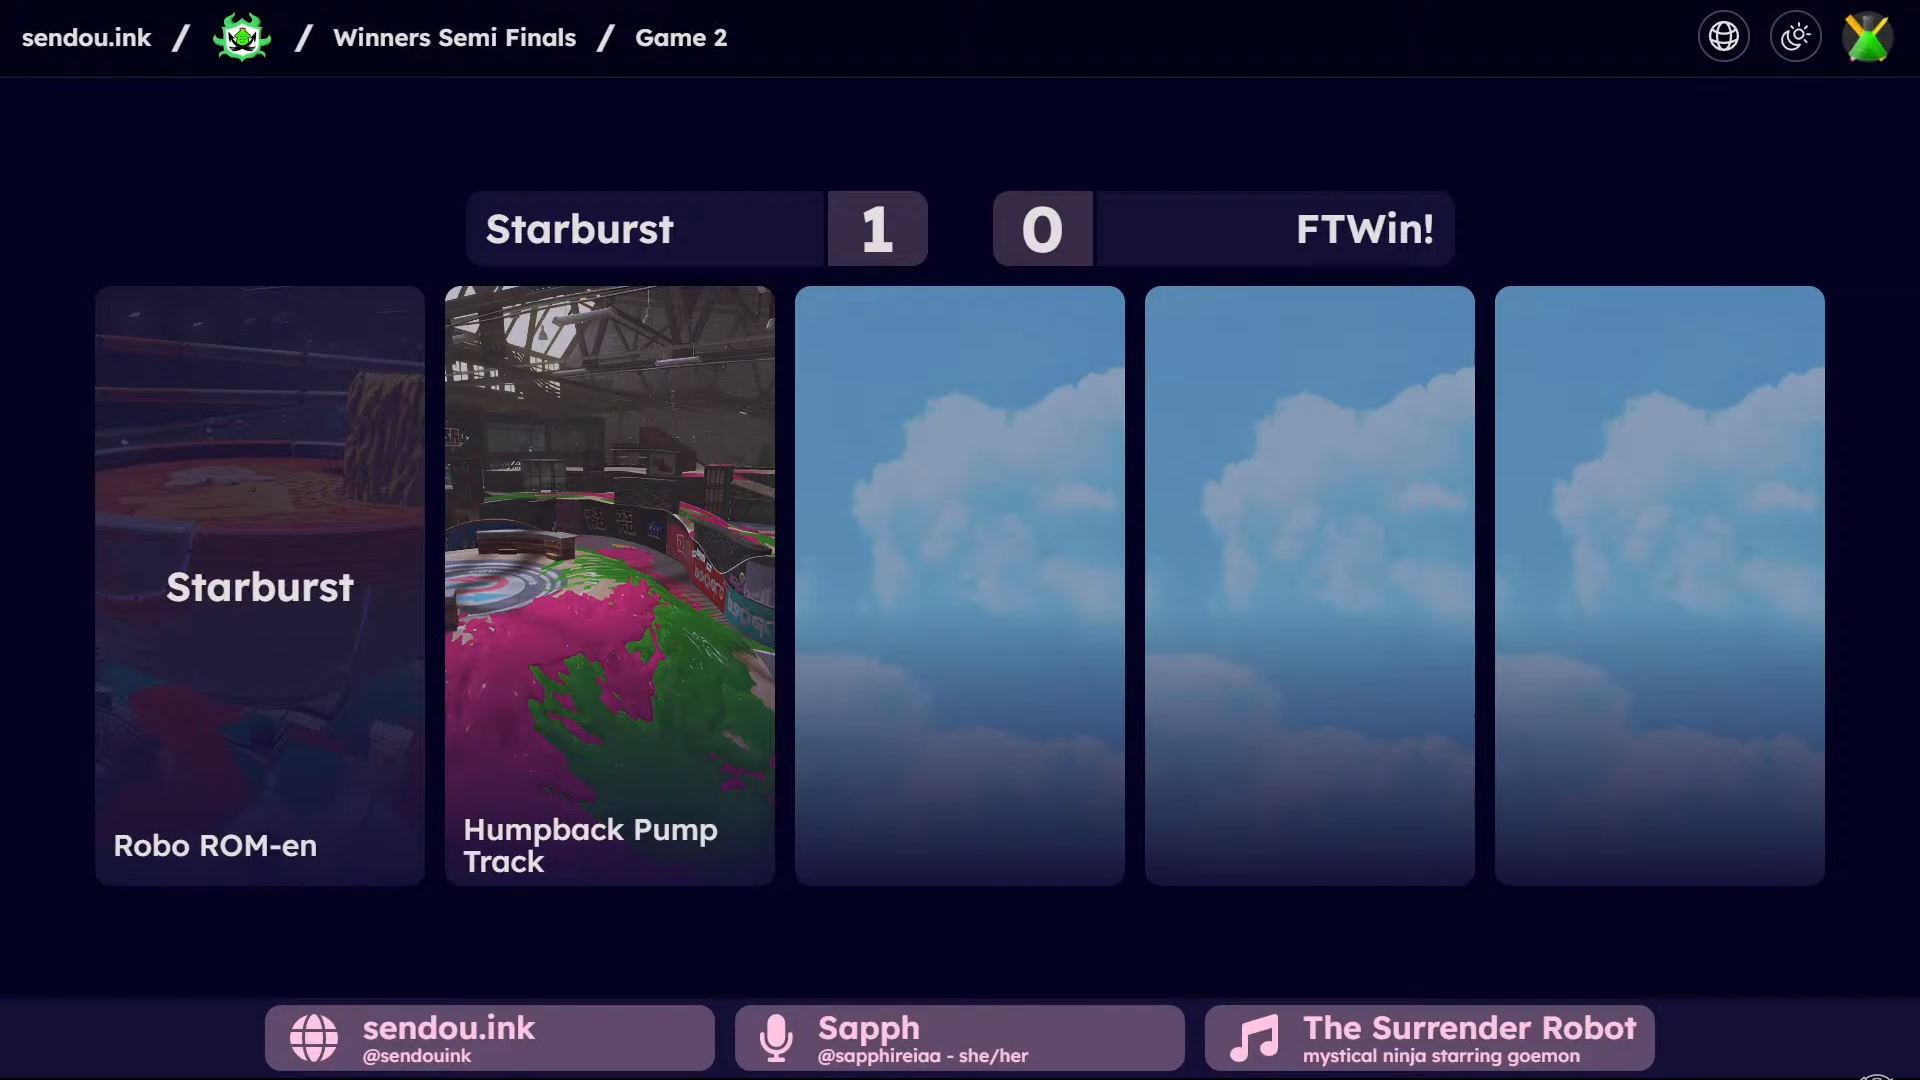 sendou.ink / / Winners Semi Finals / Game 2
Starburst 1 0 FTWin!
Starburst
Robo ROM-en
Humpback Pump
Track
sendou.ink
@sendouink
Sapph
@sapphireiaa - she/her
The Surrender Robot
mystical ninja starring goemon